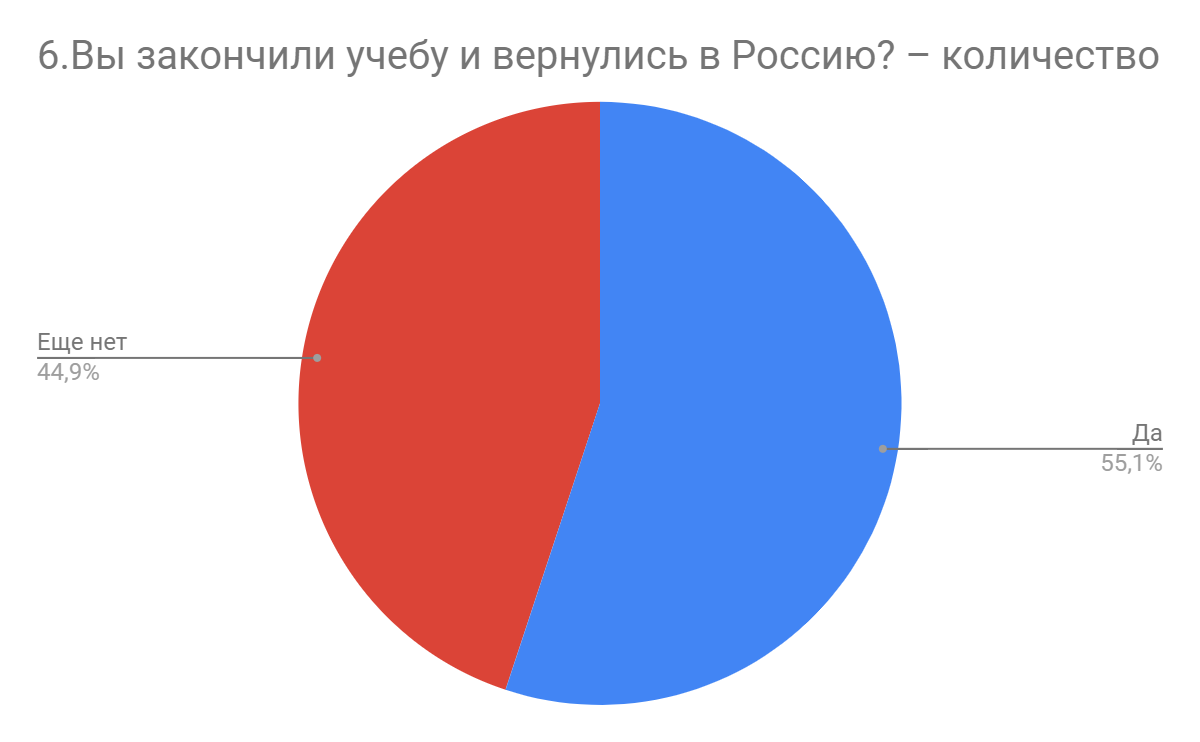 6.Вы закончили учебу и вернулись в Россию? – количество
Еще нет
44,9%
Да
55,1%